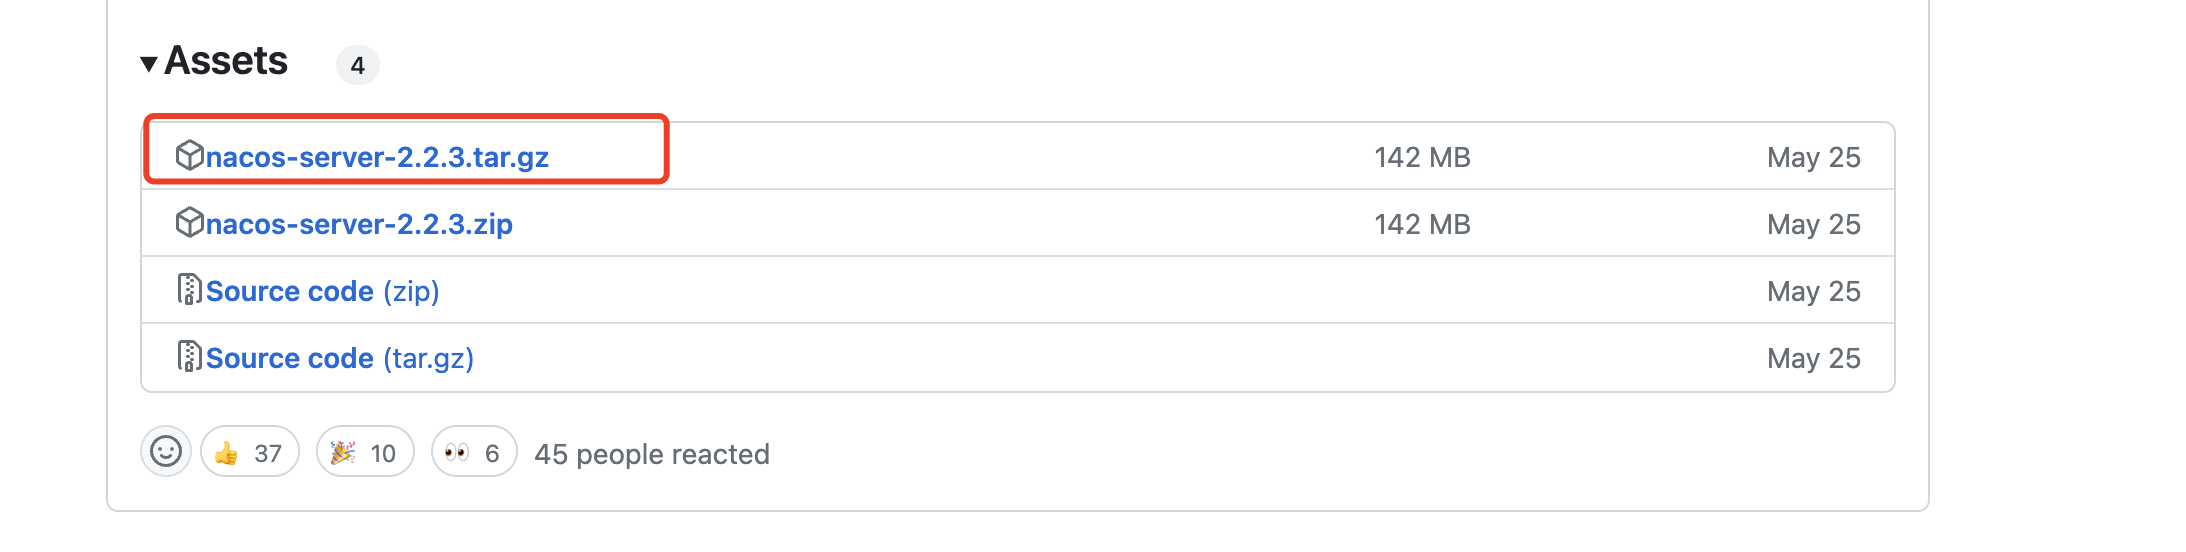 Assets 4
nacos-server-2.2.3.tar.gz 142 MB May 25
nacos-server-2.2.3.zip 142 MB May 25
Source code (zip) May 25
Source code (tar.gz) May 25
37 10 6 45 people reacted